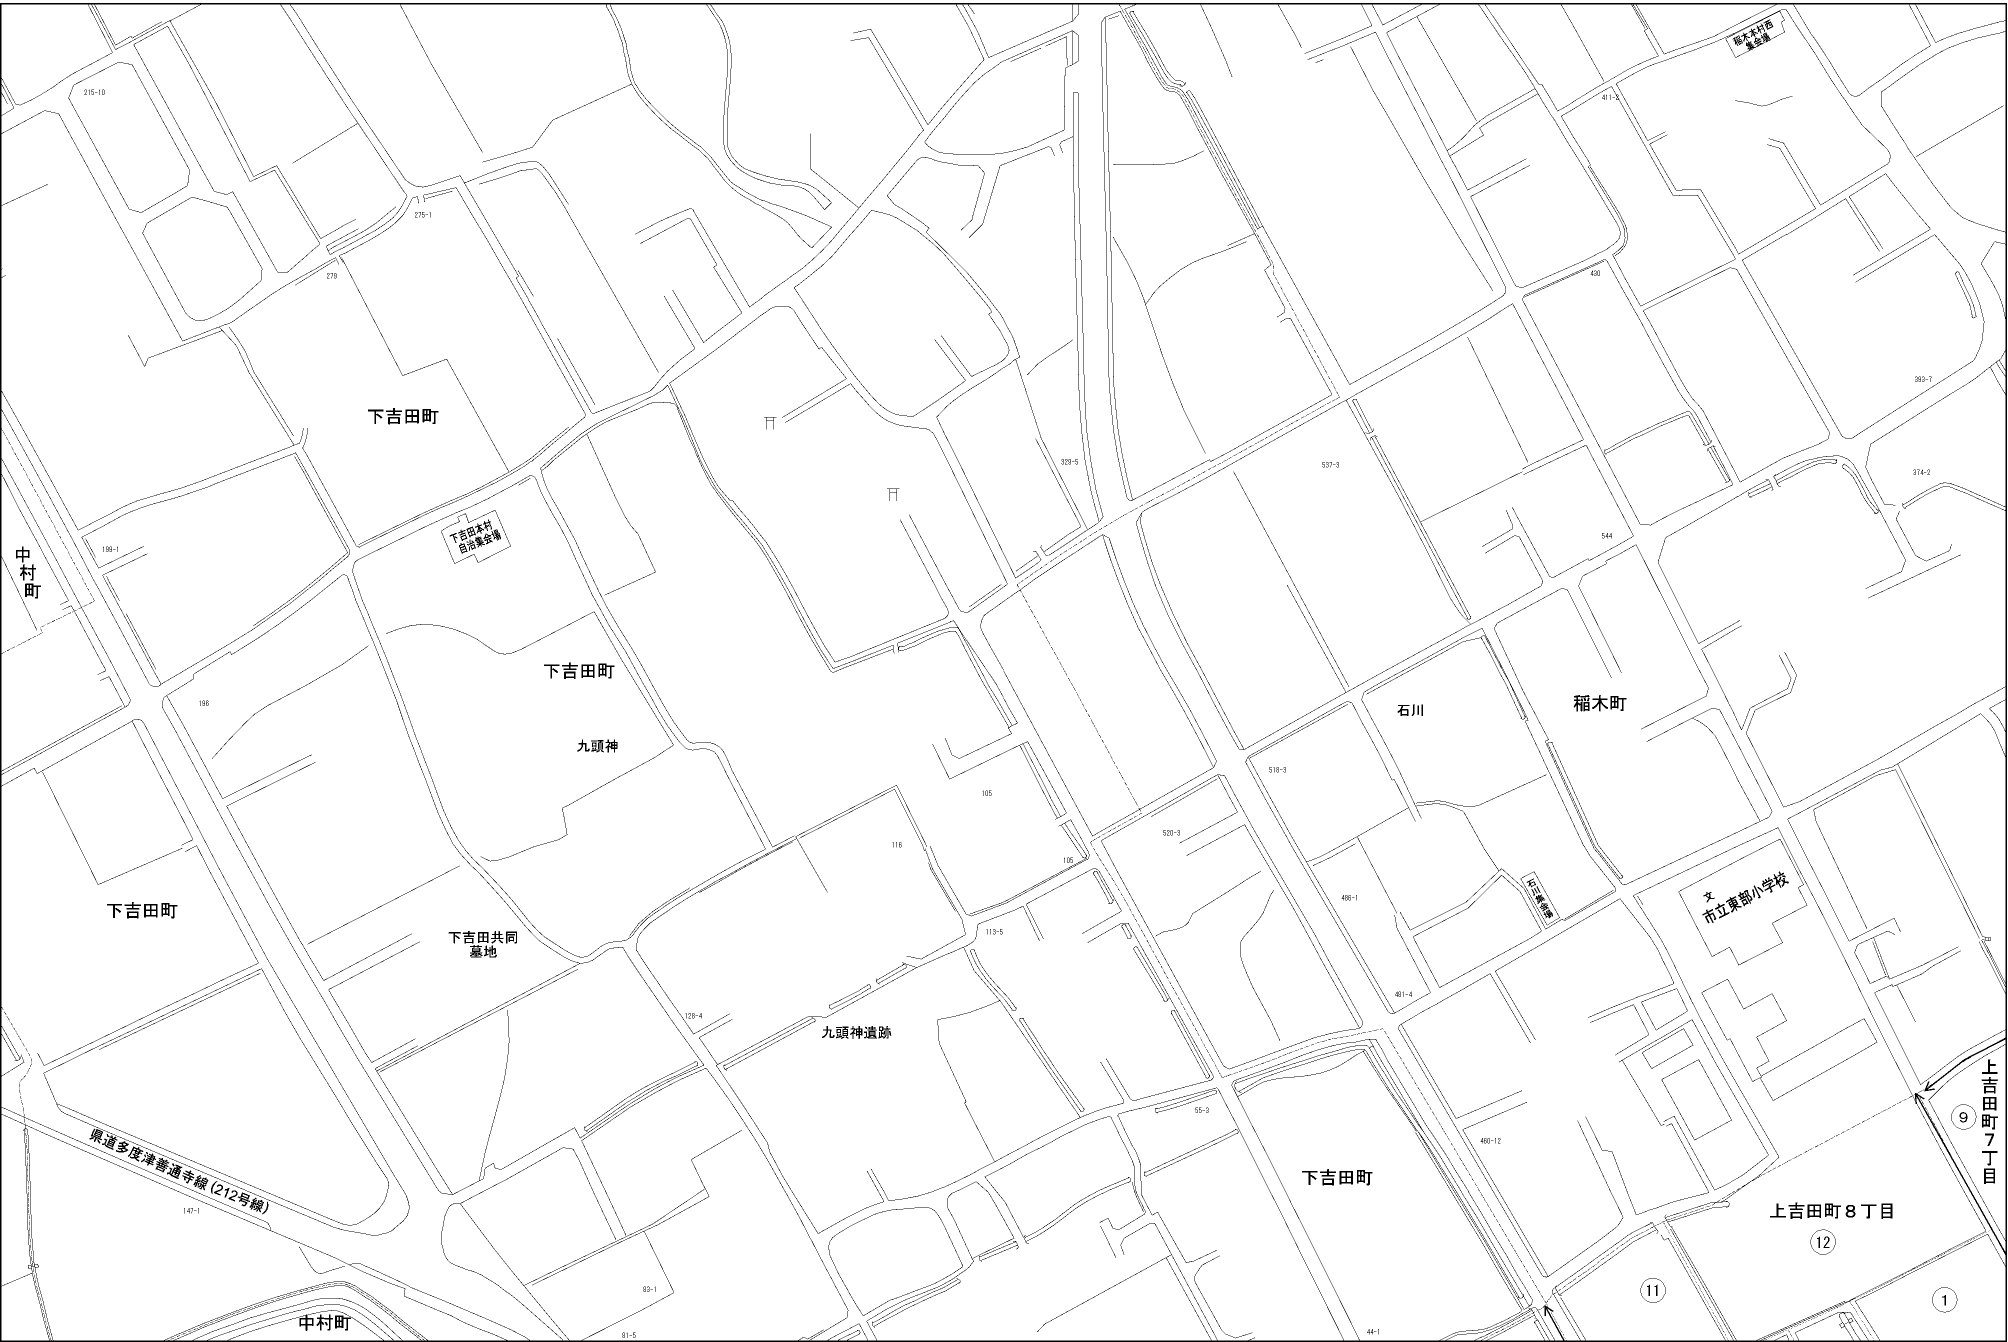 稲木本村西
集会場
215-10
411-2
275-1
278
430
393-7
下吉田町
329-5
537-3
374-2
下吉田本村
自治集会場
199-1
544
中村町
下吉田町
196
石川
稲木町
九頭神
518-3
105
520-3
116
105
486-1
石川集会場
文
市立東部小学校
下吉田町
下吉田共同
墓地
113-5
481-4
128-4
九頭神遺跡
上吉田町7丁目
9
55-3
460-12
県道多度津善通寺線(212号線)
下吉田町
147-1
上吉田町8丁目
12
83-1
11
1
中村町
81-5
44-1